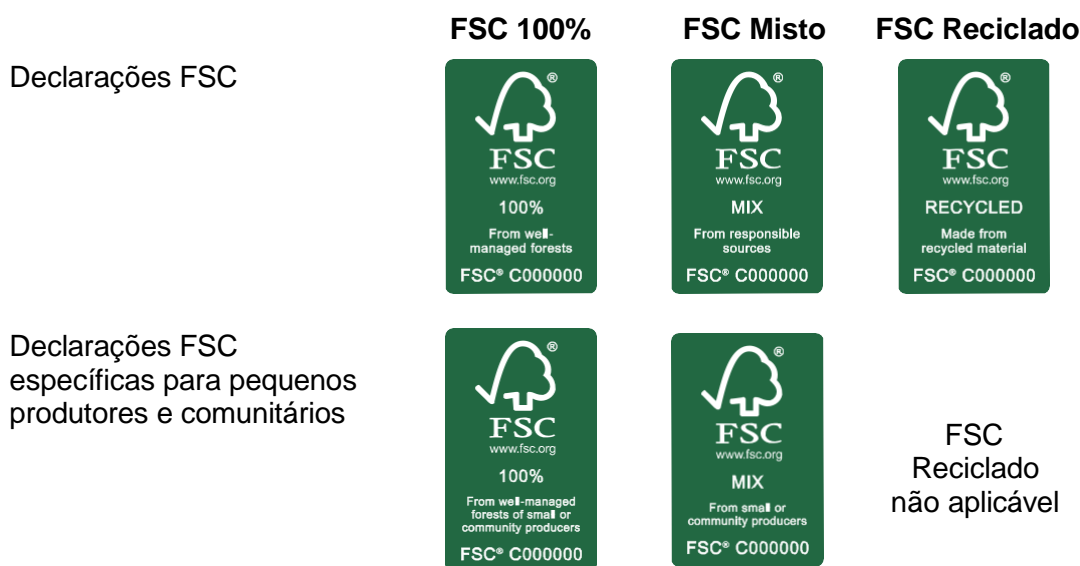 FSC 100%
FSC Misto
FSC Reciclado
Declarações FSC
®
FSC
www.fsc.org
100%
From well-
managed forests
FSC® C000000
®
FSC
www.fsc.org
MIX
From responsible
sources
FSC® C000000
®
FSC
www.fsc.org
RECYCLED
Made from
recycled material
FSC® C000000
Declarações FSC
específicas para pequenos
produtores e comunitários
®
FSC
www.fsc.org
100%
From well-managed
forests of small or
community producers
FSC® C000000
®
FSC
www.fsc.org
MIX
From small or
community producers
FSC® C000000
FSC
Reciclado
não aplicável